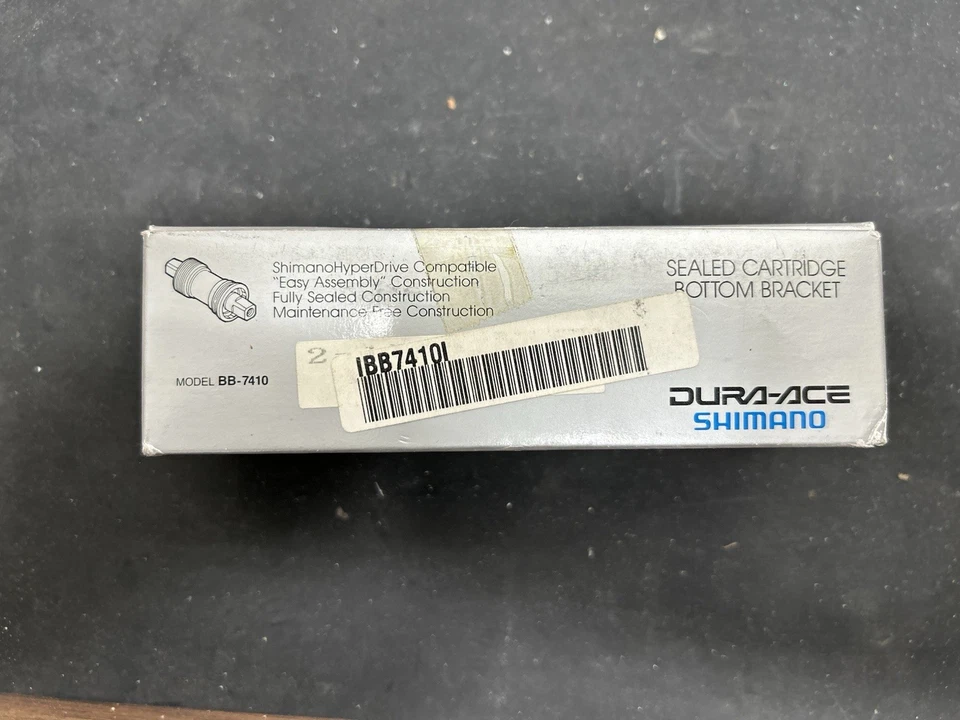 ShimanoHyperDrive Compatible
"Easy Assembly" Construction
Fully Sealed Construction
Maintenance Free Construction
SEALED CARTRIDGE
BOTTOM BRACKET
2
iBB7410I
MODEL BB-7410
DURA-ACE
SHIMANO